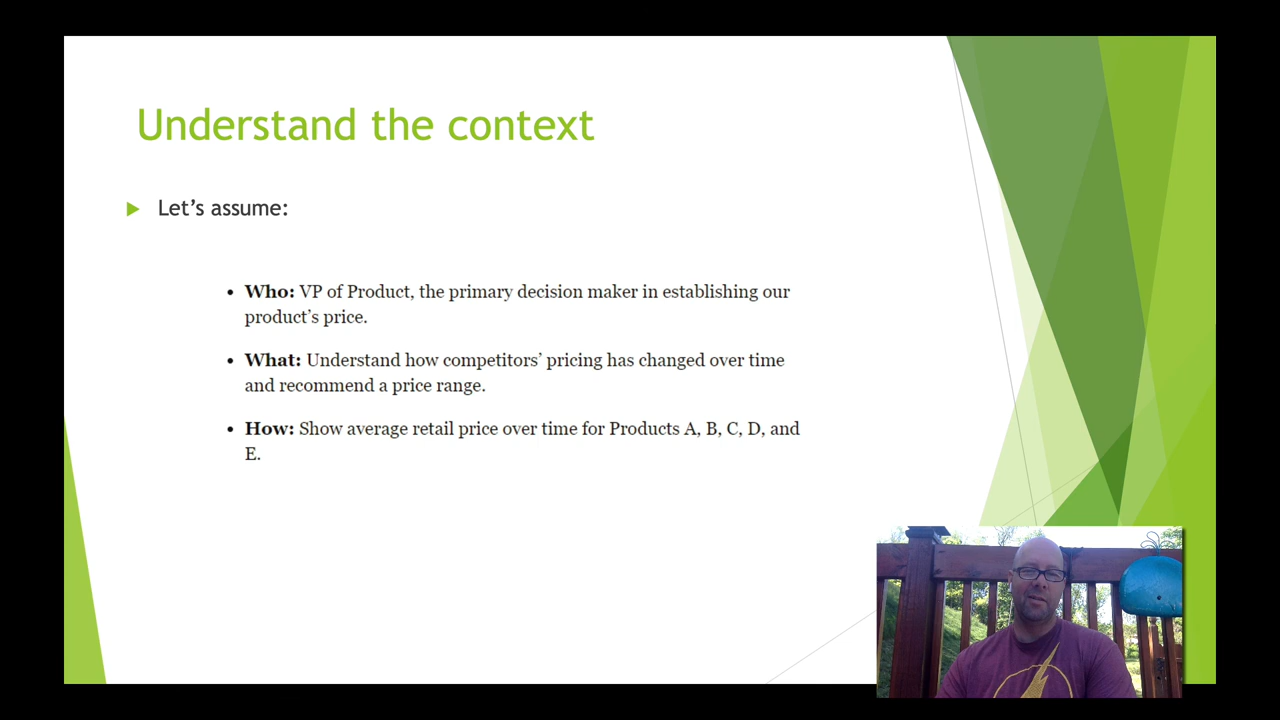 Understand the context
Let’s assume:
• Who: VP of Product, the primary decision maker in establishing our
product’s price.
• What: Understand how competitors’ pricing has changed over time
and recommend a price range.
• How: Show average retail price over time for Products A, B, C, D, and
E.